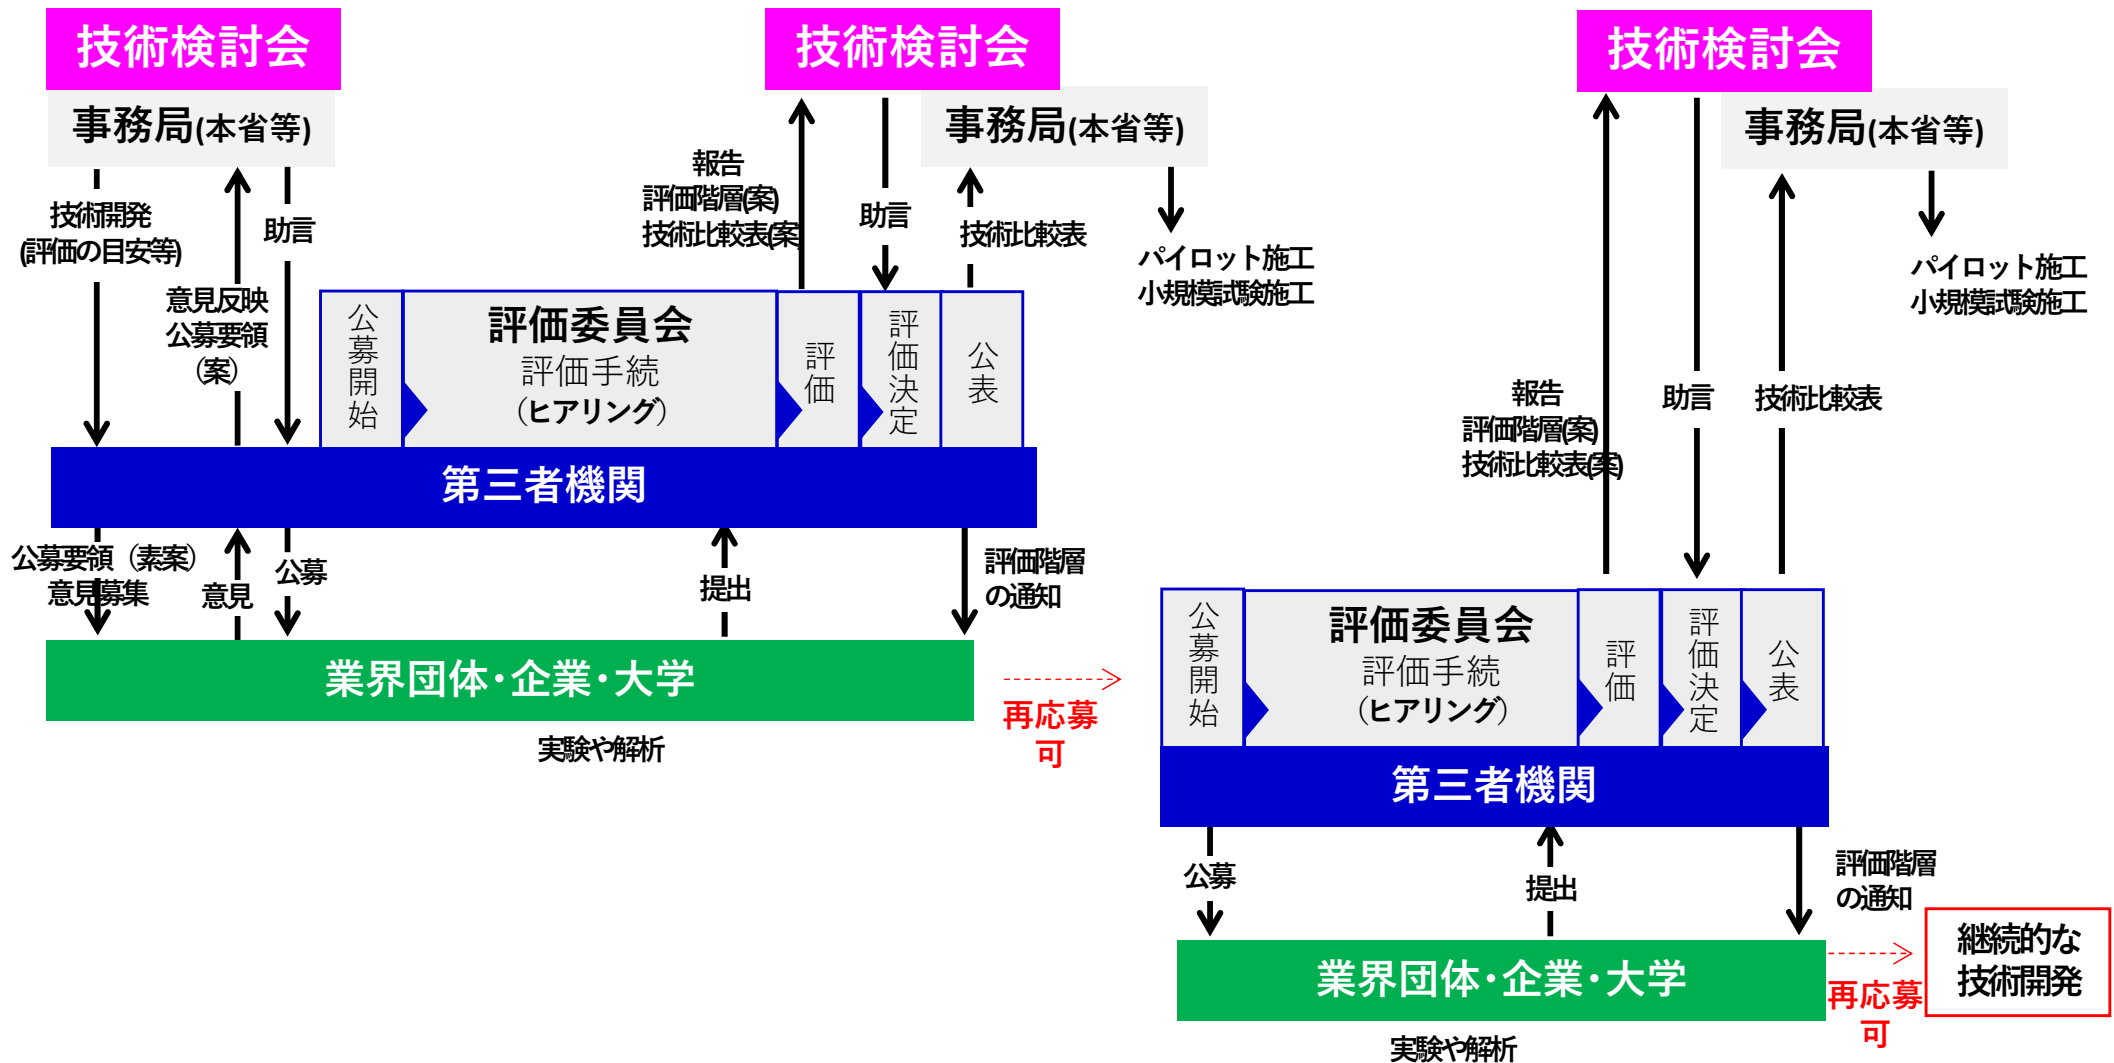 技術検討会
事務局(本省等)
技術開発
(評価の目安等)
意見反映
公募要領
（案）
助言
技術検討会
事務局(本省等)
報告
評価階層(案)
技術比較表(案)
助言
技術比較表
パイロット施工
小規模試験施工
公募開始
評価委員会
評価手続
（ヒアリング）
評価
評価決定
公表
第三者機関
公募要領（素案）
意見募集
意見
公募
提出
評価階層
の通知
業界団体・企業・大学
実験や解析
再応募
可
技術検討会
事務局(本省等)
パイロット施工
小規模試験施工
報告
評価階層(案)
技術比較表(案)
助言
技術比較表
公募開始
評価委員会
評価手続
（ヒアリング）
評価
評価決定
公表
第三者機関
公募
提出
評価階層
の通知
業界団体・企業・大学
実験や解析
再応募
可
継続的な
技術開発